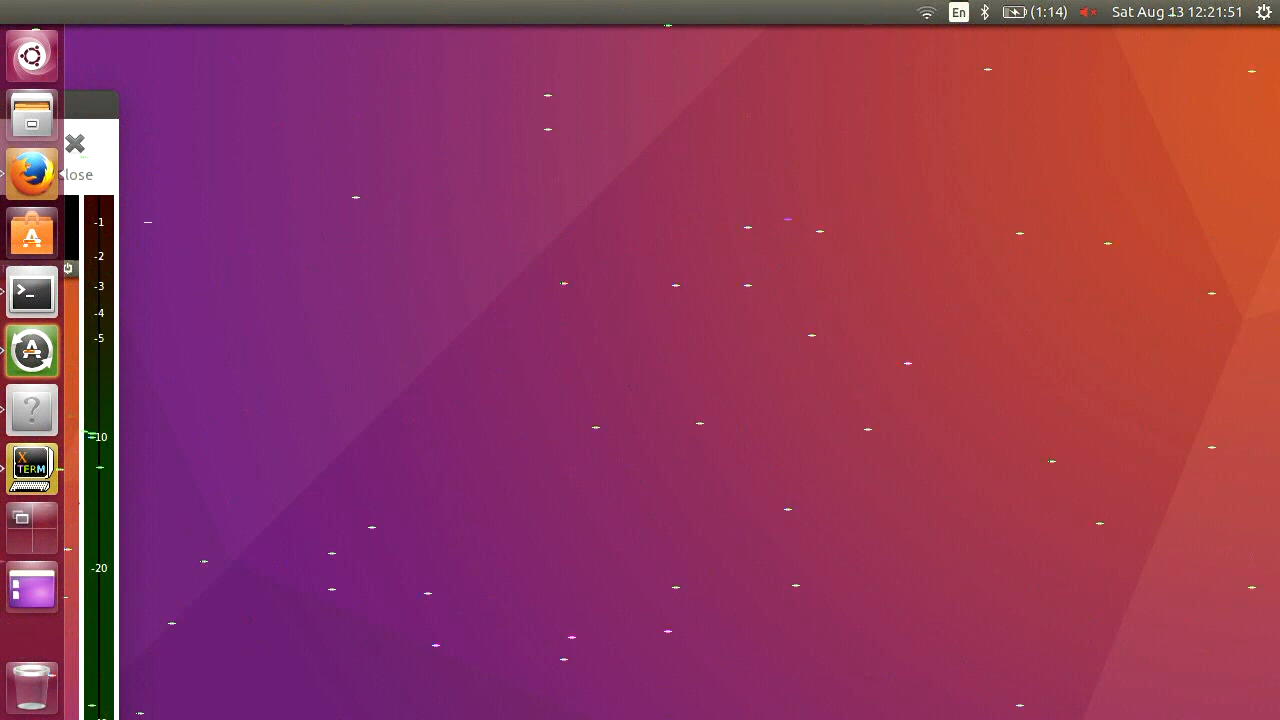 En
(1:14)
Sat Aug 13 12:21:51
lose
-1
-2
-3
-4
-5
-10
-20
A
>_
A
?
X
TERM